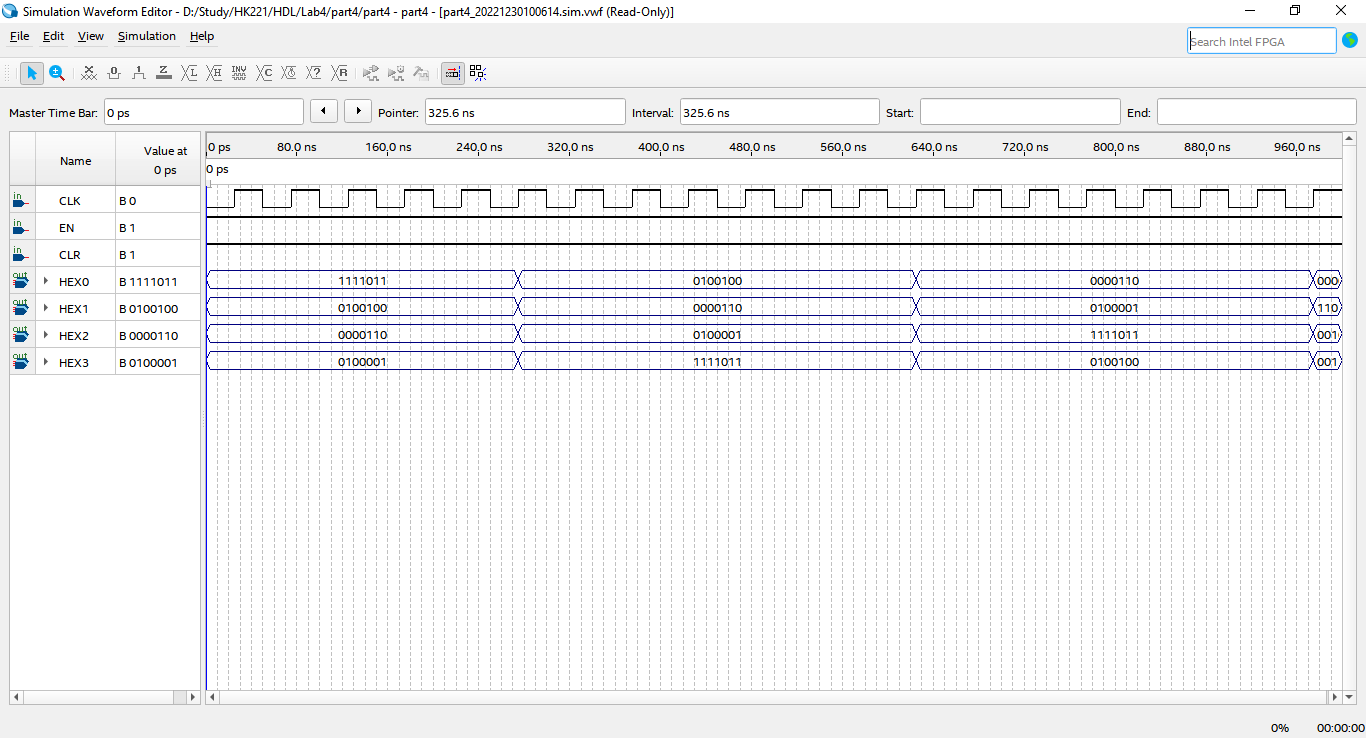 Simulation Waveform Editor - D:/Study/HK221/HDL/Lab4/part4/part4 - part4 - [part4_20221230100614.sim.vwf (Read-Only)]
File Edit View Simulation Help
Search Intel FPGA
Master Time Bar: 0 ps Pointer: 325.6 ns Interval: 325.6 ns Start: End:
Name Value at 0 ps
0 ps 80.0 ns 160.0 ns 240.0 ns 320.0 ns 400.0 ns 480.0 ns 560.0 ns 640.0 ns 720.0 ns 800.0 ns 880.0 ns 960.0 ns
0 ps
in CLK B 0
in EN B 1
in CLR B 1
out HEX0 B 1111011 1111011 0100100 0000110 000
out HEX1 B 0100100 0100100 0000110 0100001 110
out HEX2 B 0000110 0000110 0100001 1111011 001
out HEX3 B 0100001 0100001 1111011 0100100 001
0% 00:00:00